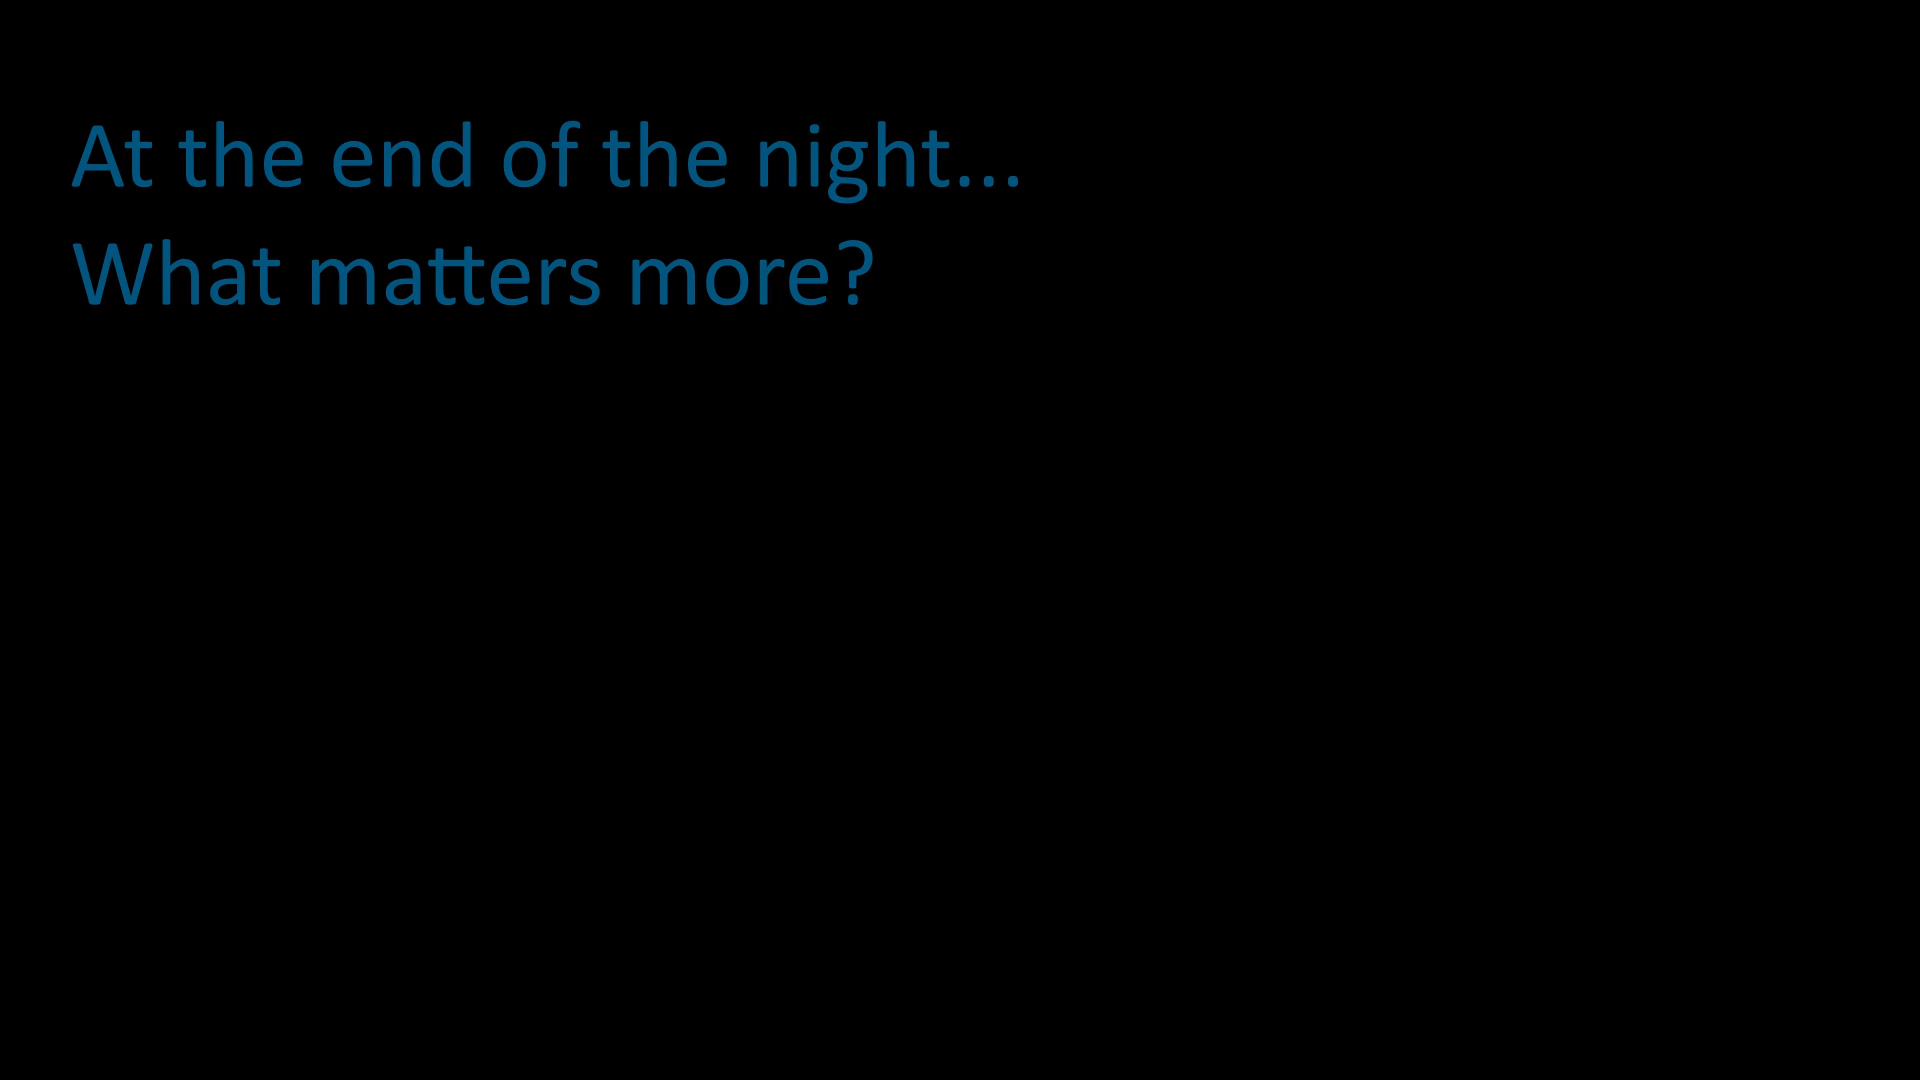 At the end of the night...
What matters more?